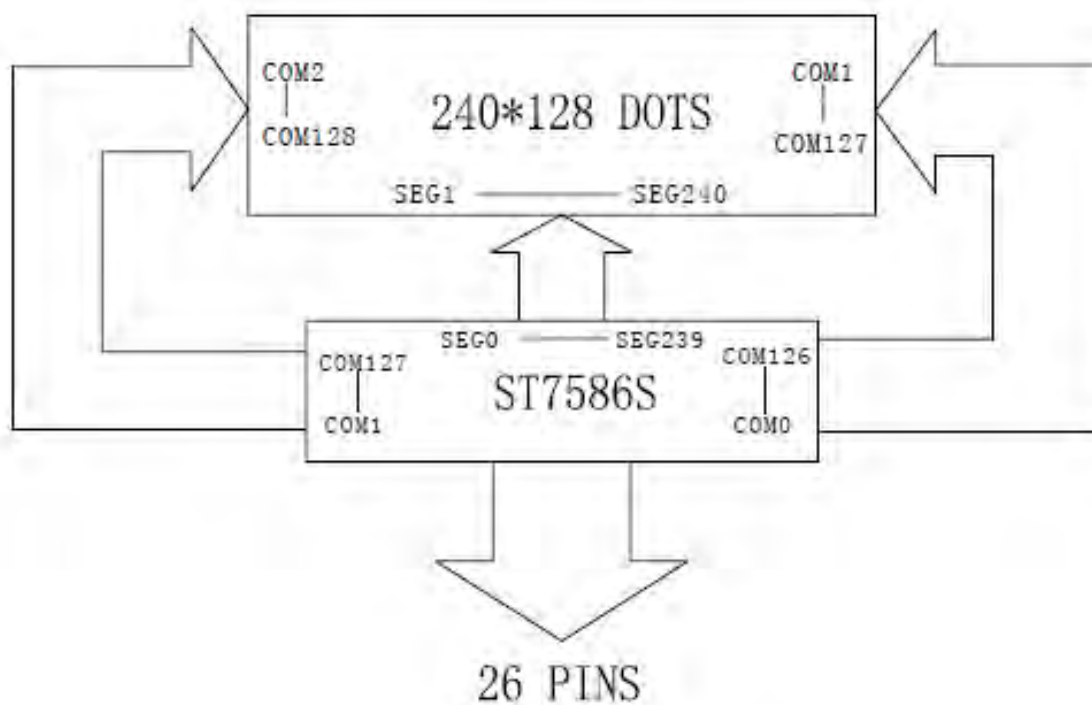 COM2 COM1
240*128 DOTS
COM128 COM127
SEG1 SEG240
SEG0 SEG239
COM127 COM126
ST7586S
COM1 COM0
26 PINS